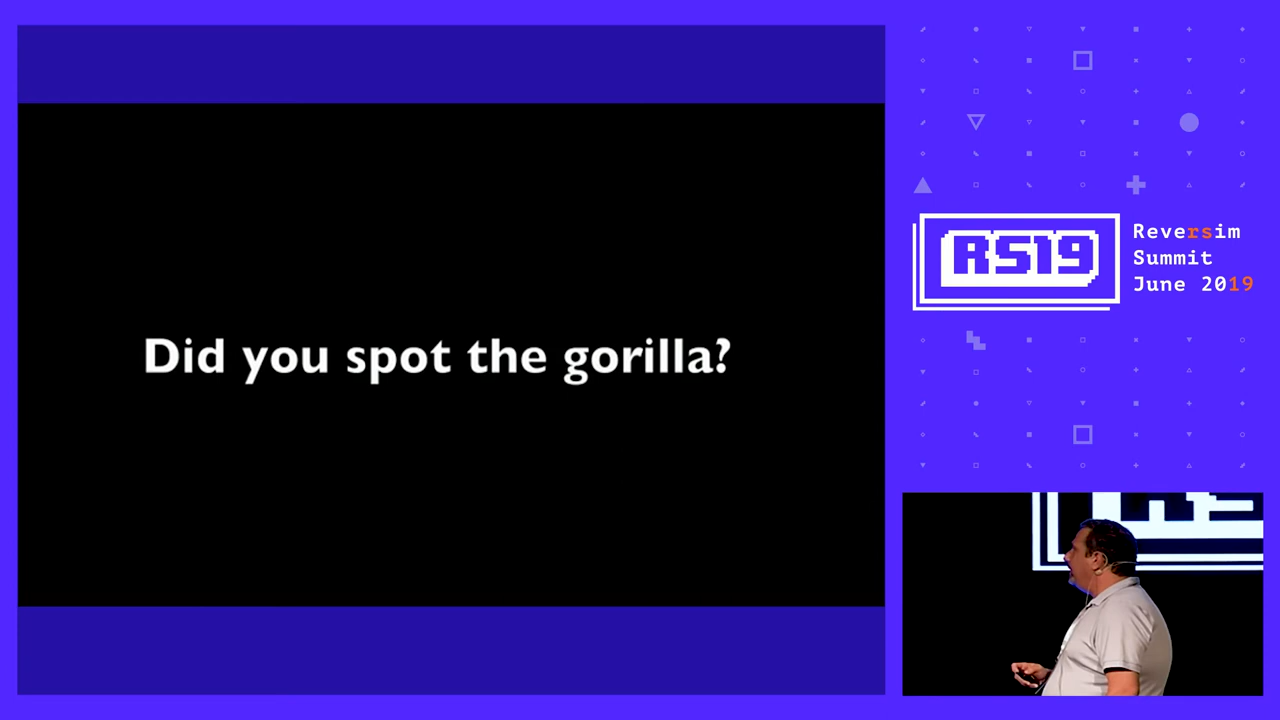 Did you spot the gorilla?
RS19
Reversim
Summit
June 2019